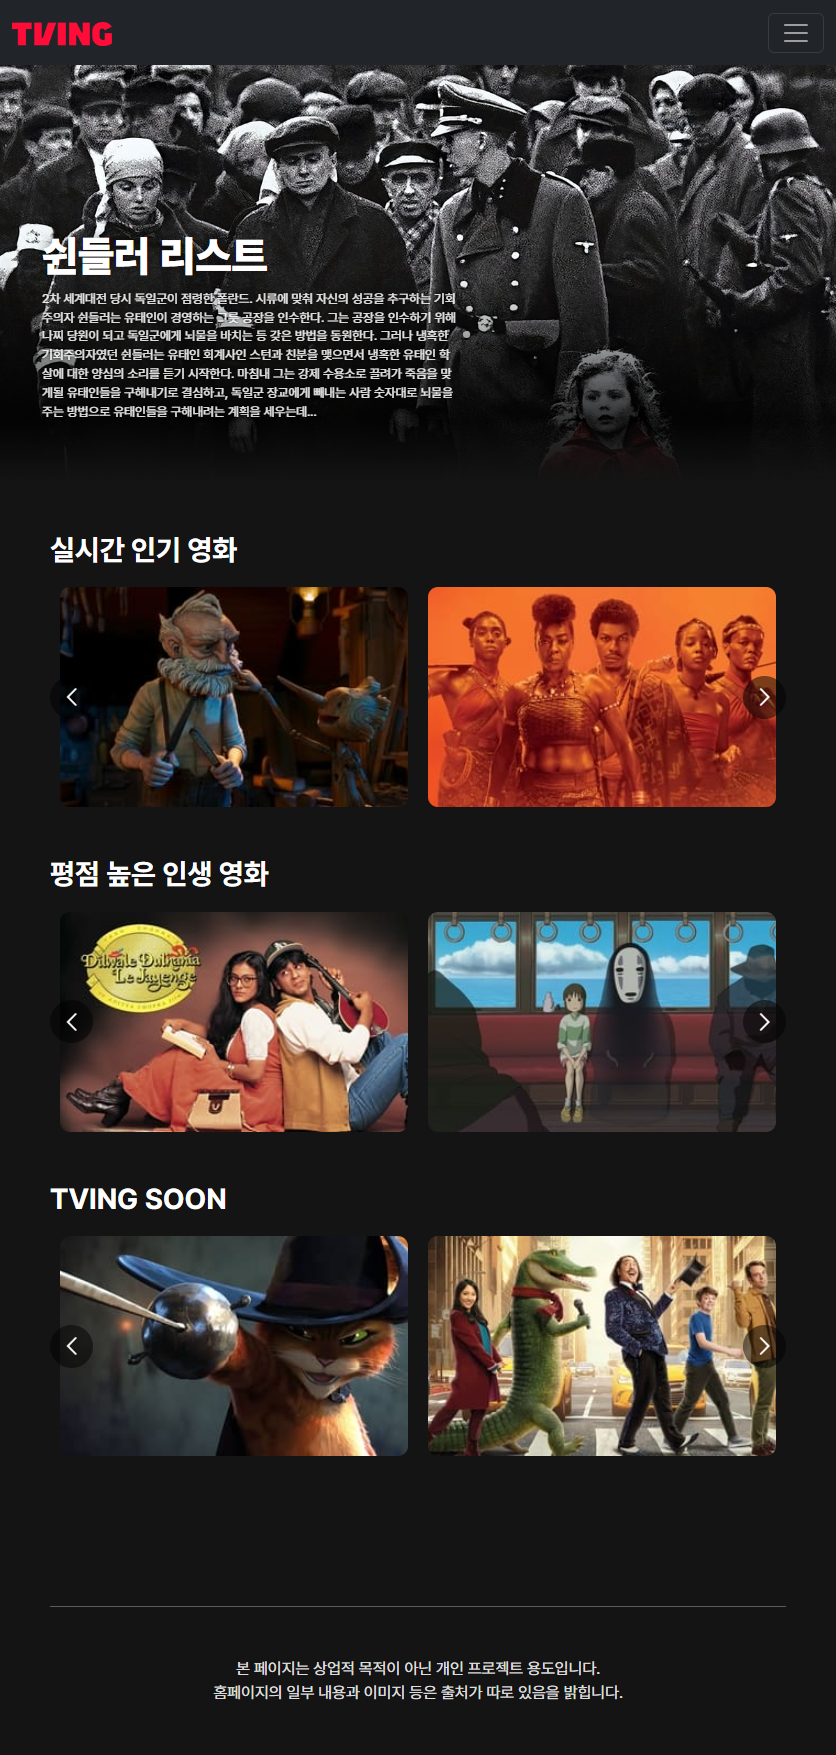 TVING
쉰들러 리스트
2차 세계대전 당시 독일군이 점령한 폴란드. 시류에 맞춰 자신의 성공을 추구하는 기회
주의자 쉰들러는 유태인이 경영하는 그릇 공장을 인수한다. 그는 공장을 인수하기 위해
나찌 당원이 되고 독일군에게 뇌물을 바치는 등 갖은 방법을 동원한다. 그러나 냉혹한
기회주의자였던 쉰들러는 유태인 회계사인 스턴과 친분을 맺으면서 냉혹한 유태인 학
살에 대한 양심의 소리를 듣기 시작한다. 마침내 그는 강제 수용소로 끌려가 죽음을 맞
게될 유태인들을 구해내기로 결심하고, 독일군 장교에게 빼내는 사람 숫자대로 뇌물을
주는 방법으로 유태인들을 구해내려는 계획을 세우는데...
실시간 인기 영화
평점 높은 인생 영화
Dilwale Dulhania
Le Jayenge
TVING SOON
본 페이지는 상업적 목적이 아닌 개인 프로젝트 용도입니다.
홈페이지의 일부 내용과 이미지 등은 출처가 따로 있음을 밝힙니다.